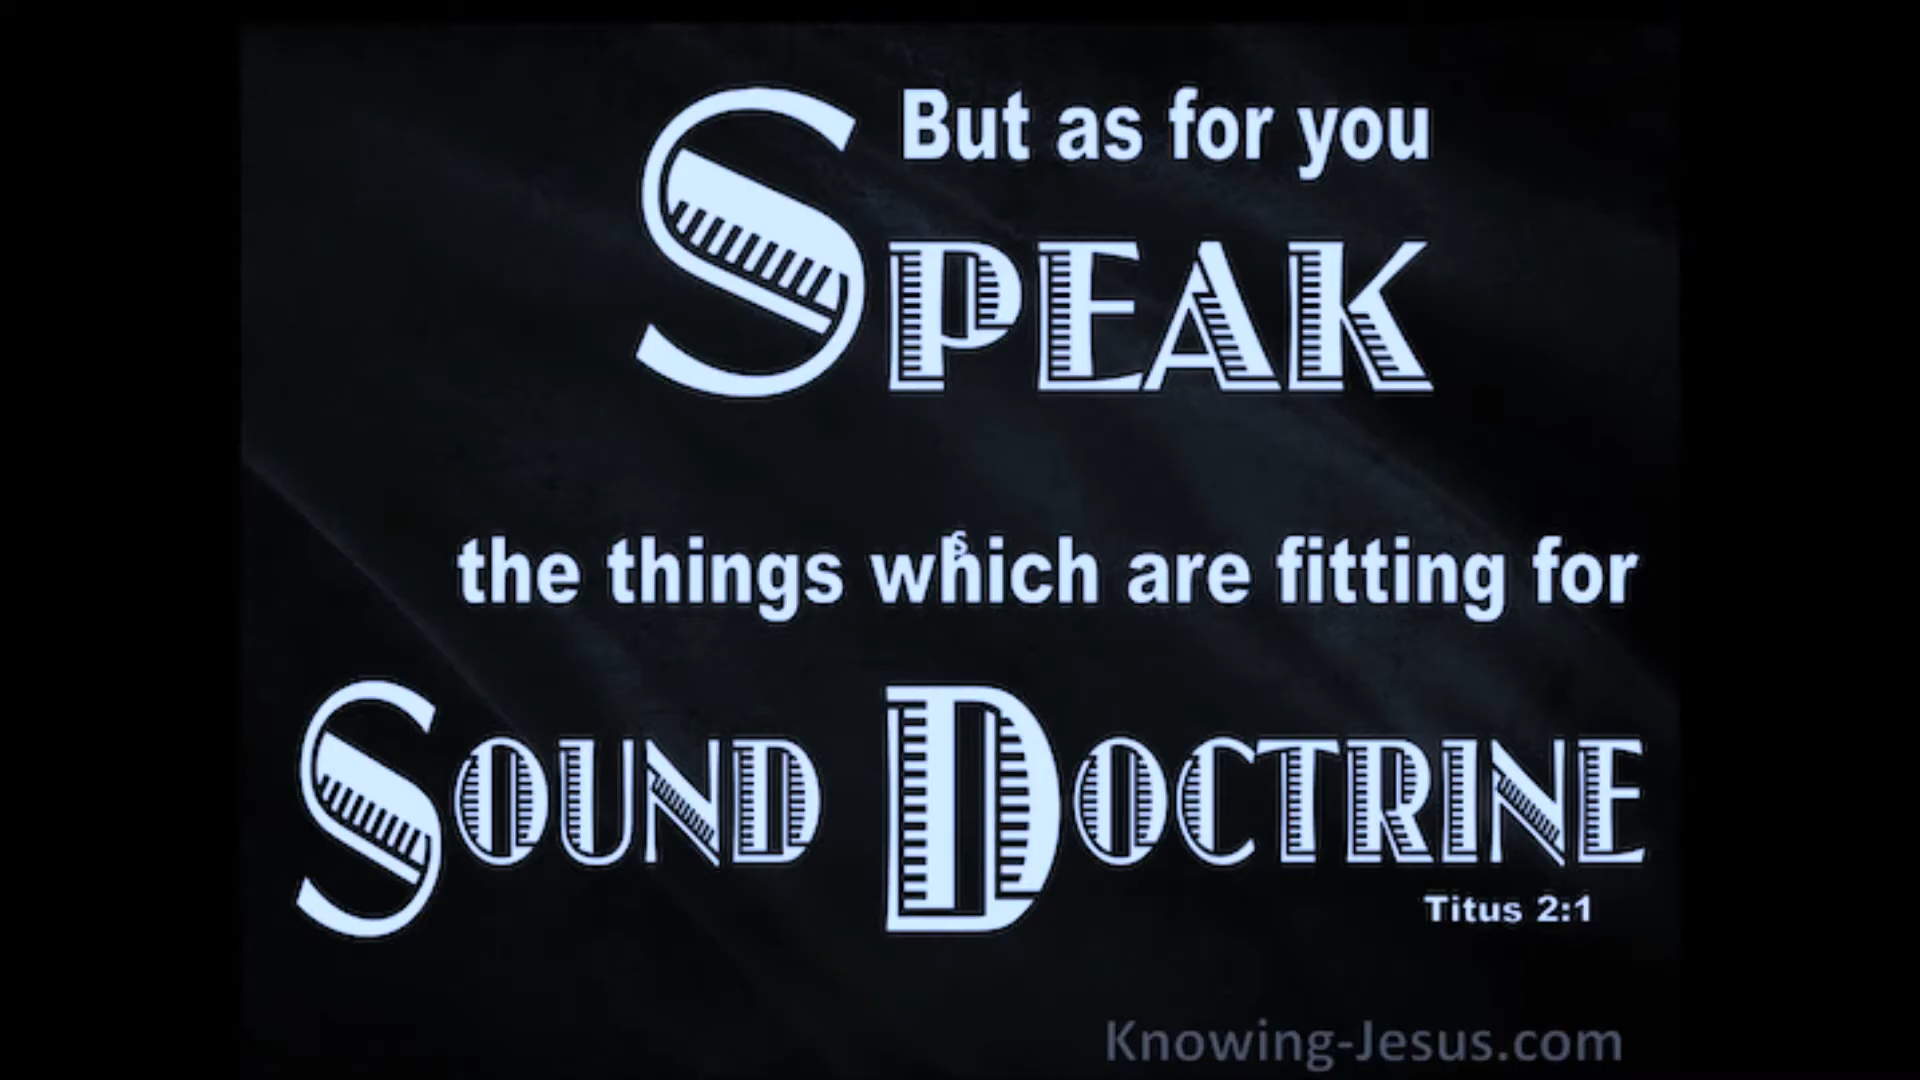 But as for you
SPEAK
the things which are fitting for
s
SOUND DOCTRINE
Titus 2:1
Knowing-Jesus.com